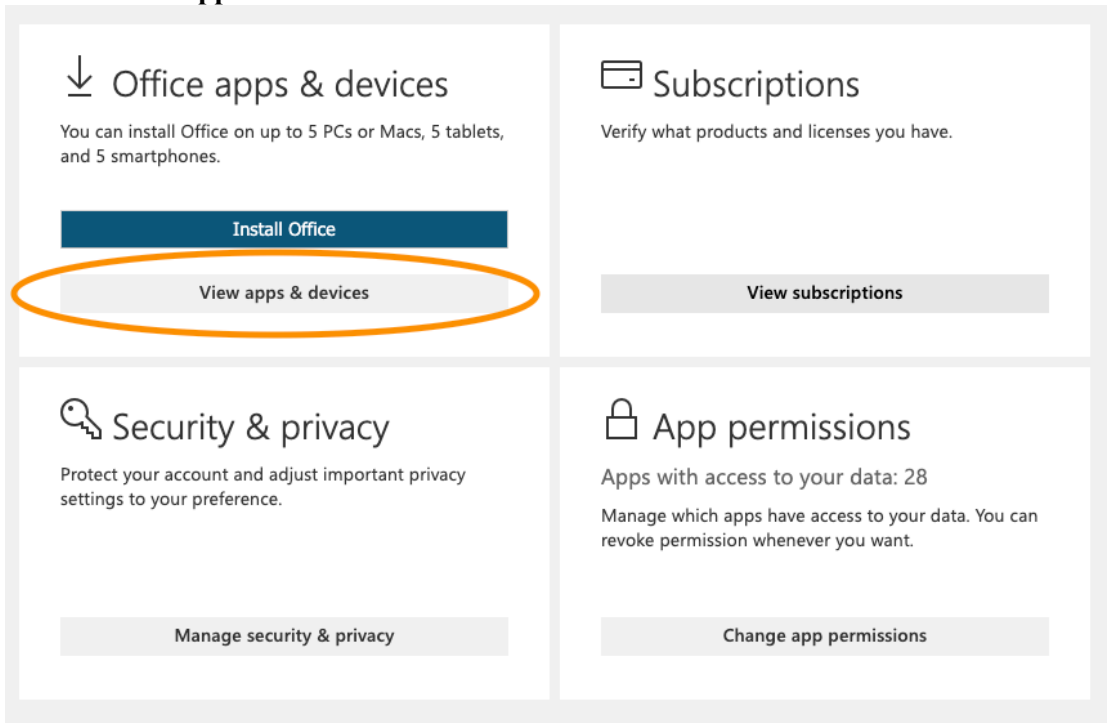 Office apps & devices
You can install Office on up to 5 PCs or Macs, 5 tablets,
and 5 smartphones.
Install Office
View apps & devices
Subscriptions
Verify what products and licenses you have.
View subscriptions
Security & privacy
Protect your account and adjust important privacy
settings to your preference.
Manage security & privacy
App permissions
Apps with access to your data: 28
Manage which apps have access to your data. You can
revoke permission whenever you want.
Change app permissions